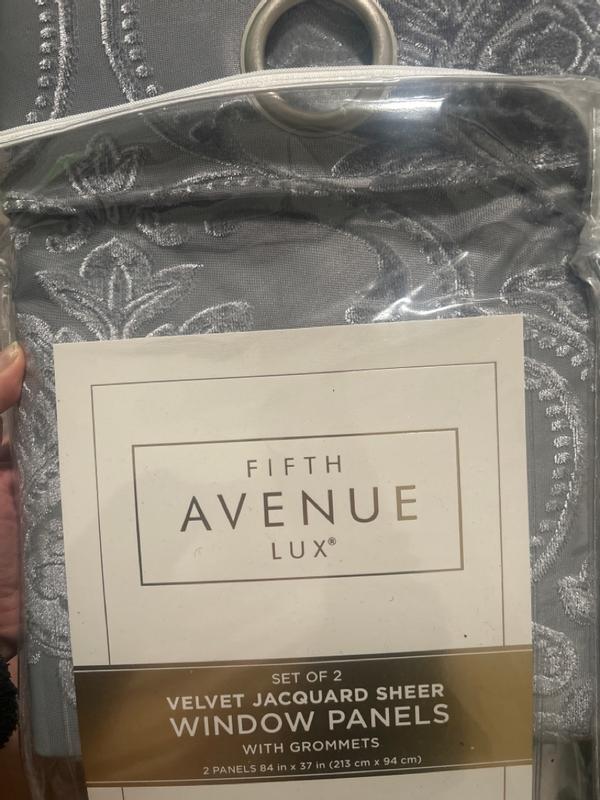 FIFTH
AVENUE
LUX®
SET OF 2
VELVET JACQUARD SHEER
WINDOW PANELS
WITH GROMMETS
2 PANELS 84 in x 37 in (213 cm x 94 cm)